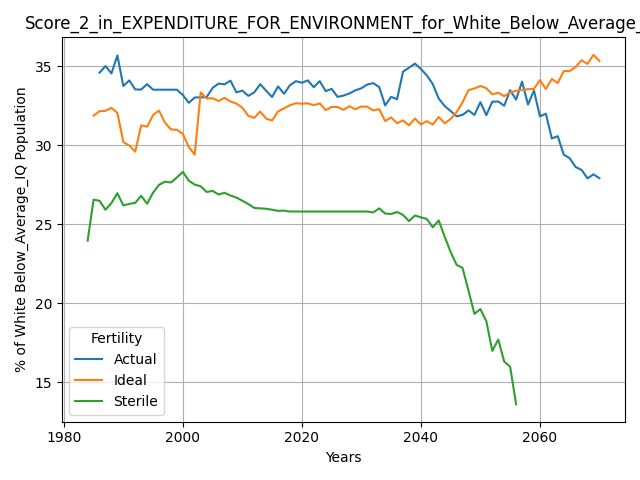 Score_2_in_EXPENDITURE_FOR_ENVIRONMENT_for_White_Below_Average_
% of White Below_Average_IQ Population
35
30
25
20
15
Fertility
Actual
Ideal
Sterile
1980
2000
2020
2040
2060
Years